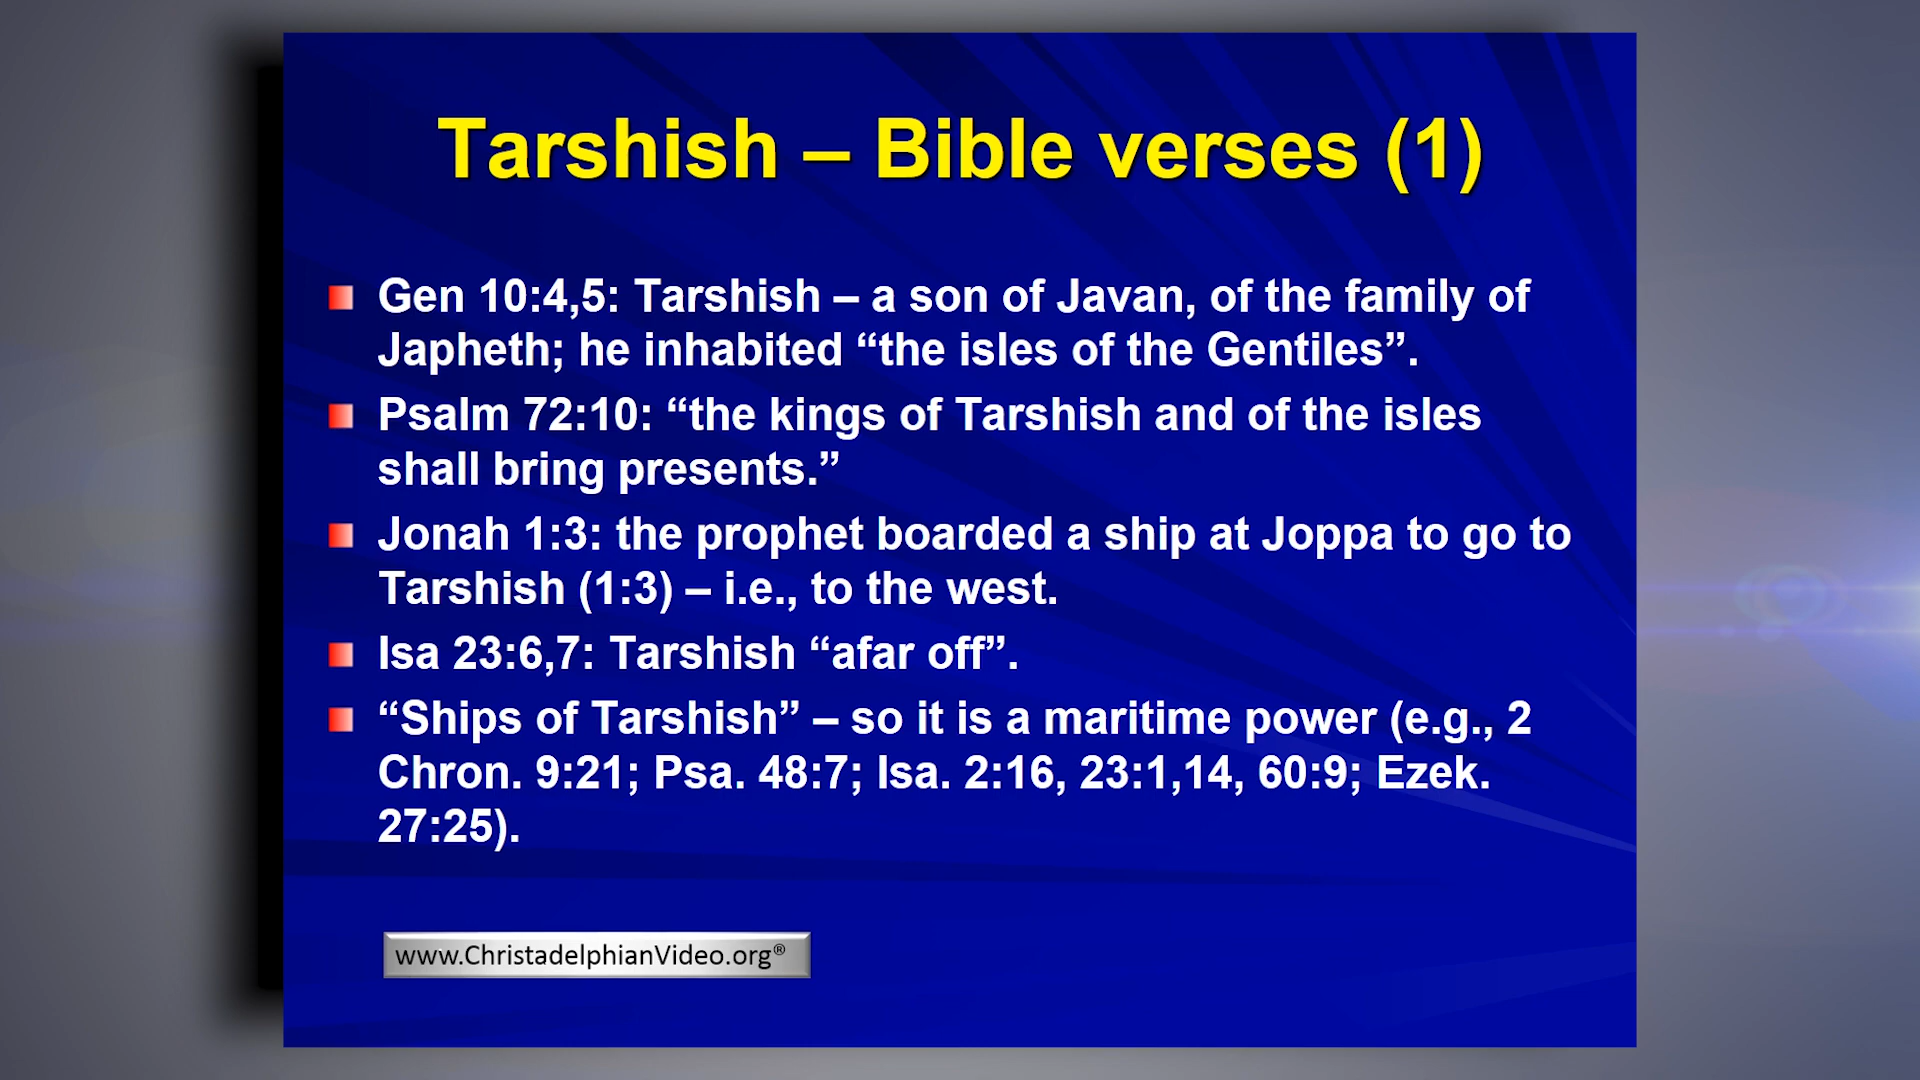 Tarshish – Bible verses (1)
Gen 10:4,5: Tarshish – a son of Javan, of the family of
Japheth; he inhabited “the isles of the Gentiles”.
Psalm 72:10: “the kings of Tarshish and of the isles
shall bring presents.”
Jonah 1:3: the prophet boarded a ship at Joppa to go to
Tarshish (1:3) – i.e., to the west.
Isa 23:6,7: Tarshish “afar off”.
“Ships of Tarshish” – so it is a maritime power (e.g., 2
Chron. 9:21; Psa. 48:7; Isa. 2:16, 23:1,14, 60:9; Ezek.
27:25).
www.ChristadelphianVideo.org®